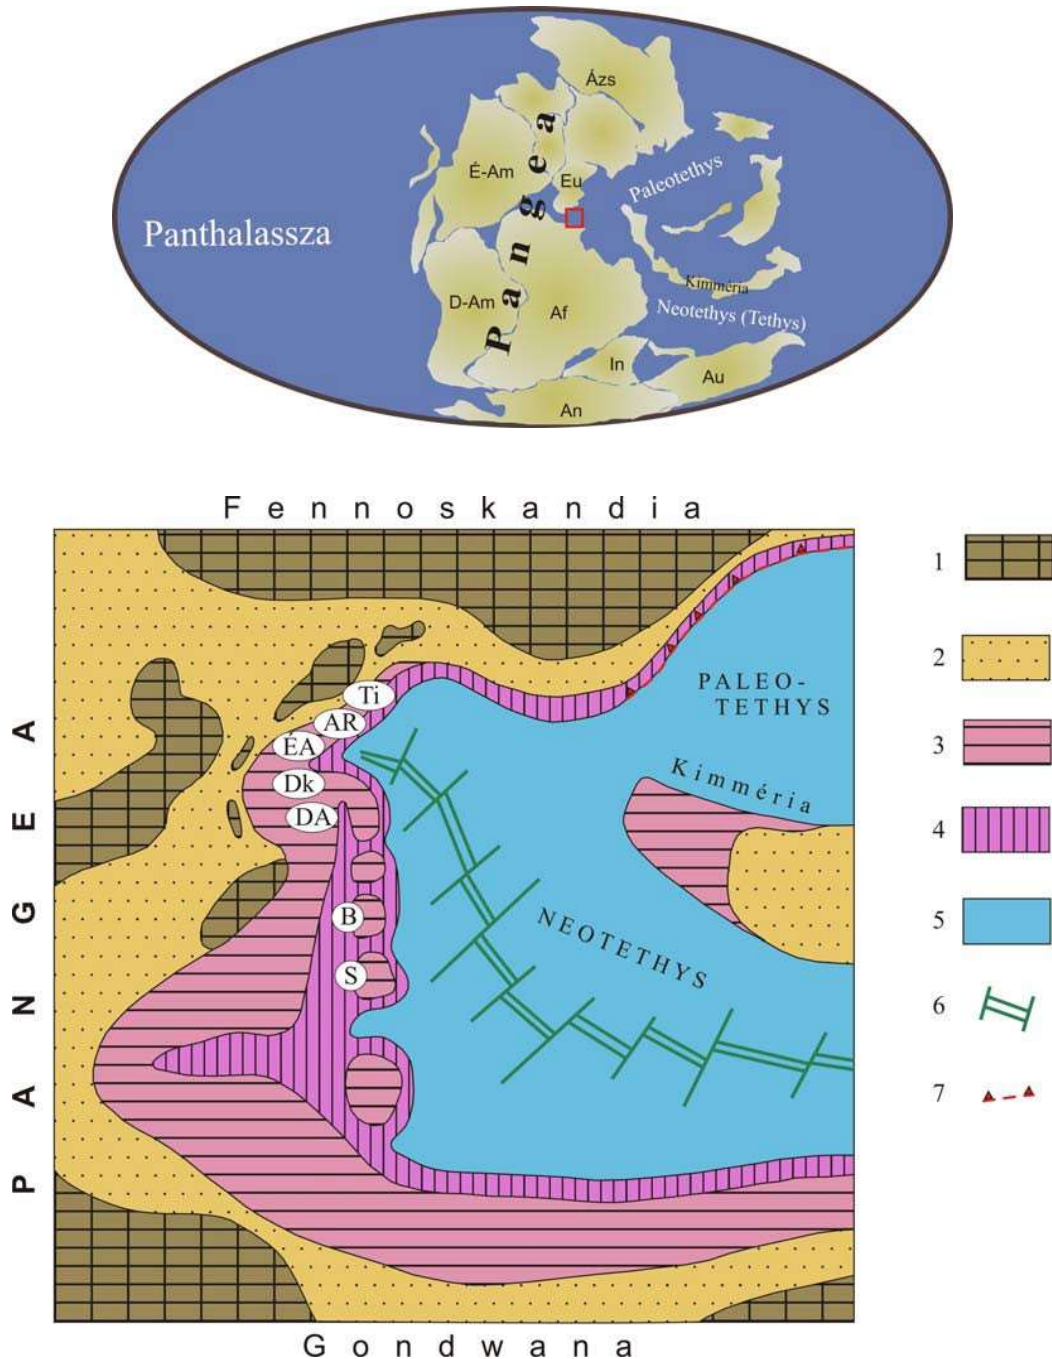 Ázs
É-Am
Pangea
Eu
Paleotethys
Panthalassza
Kimméria
D-Am
Af
Neotethys (Tethys)
In
Au
An
Fennoskandia
1
2
PALEO-
TETHYS
Ti
AR
ÉA
3
Kimméria
Dk
DA
4
PANGEA
B
NEOTETHYS
5
S
6
7
Gondwana